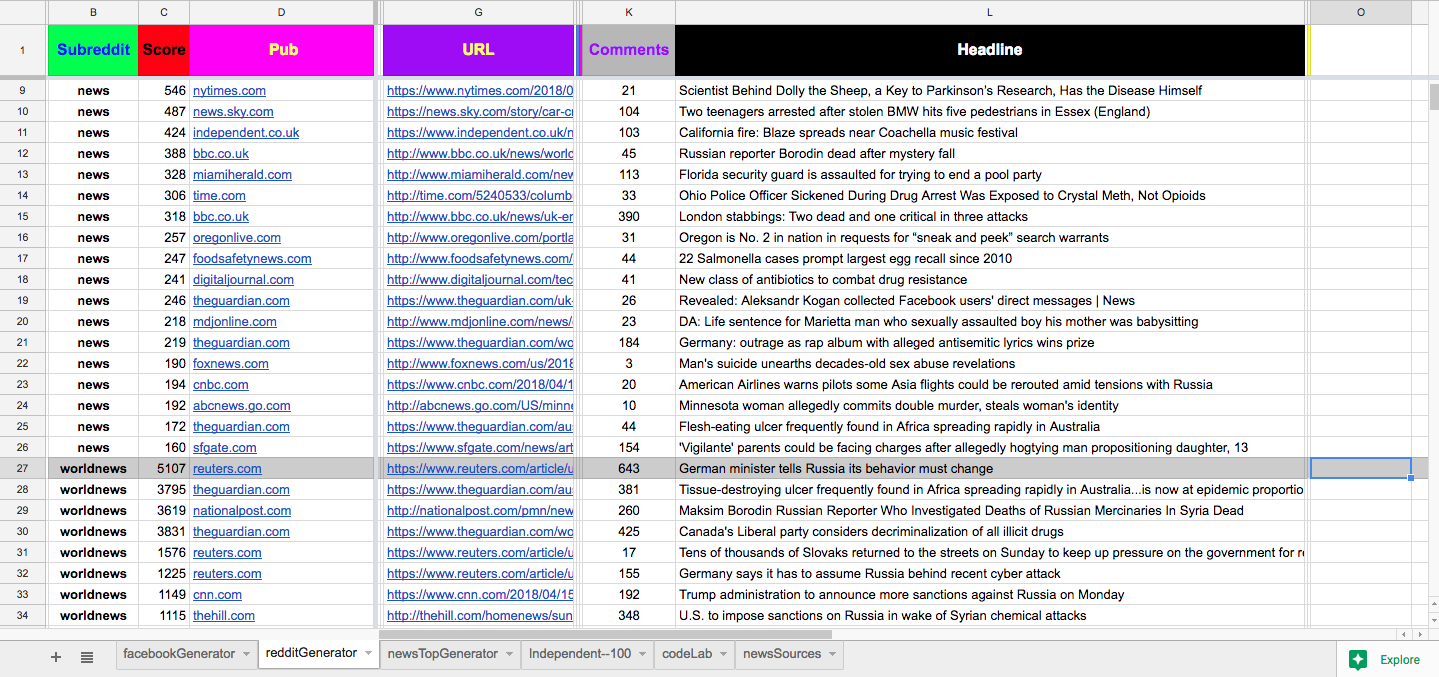 B C D G K L O
1 Subreddit Score Pub URL Comments Headline
9 news 546 nytimes.com https://www.nytimes.com/2018/0 21 Scientist Behind Dolly the Sheep, a Key to Parkinson's Research, Has the Disease Himself
10 news 487 news.sky.com https://news.sky.com/story/car-c 104 Two teenagers arrested after stolen BMW hits five pedestrians in Essex (England)
11 news 424 independent.co.uk https://www.independent.co.uk/n 103 California fire: Blaze spreads near Coachella music festival
12 news 388 bbc.co.uk http://www.bbc.co.uk/news/world 45 Russian reporter Borodin dead after mystery fall
13 news 328 miamiherald.com http://www.miamiherald.com/new 113 Florida security guard is assaulted for trying to end a pool party
14 news 306 time.com http://time.com/5240533/columb 33 Ohio Police Officer Sickened During Drug Arrest Was Exposed to Crystal Meth, Not Opioids
15 news 318 bbc.co.uk http://www.bbc.co.uk/news/uk-er 390 London stabbings: Two dead and one critical in three attacks
16 news 257 oregonlive.com http://www.oregonlive.com/portla 31 Oregon is No. 2 in nation in requests for “sneak and peek” search warrants
17 news 247 foodsafetynews.com http://www.foodsafetynews.com/ 44 22 Salmonella cases prompt largest egg recall since 2010
18 news 241 digitaljournal.com http://www.digitaljournal.com/tec 41 New class of antibiotics to combat drug resistance
19 news 246 theguardian.com https://www.theguardian.com/uk- 26 Revealed: Aleksandr Kogan collected Facebook users' direct messages | News
20 news 218 mdjonline.com http://www.mdjonline.com/news/ 23 DA: Life sentence for Marietta man who sexually assaulted boy his mother was babysitting
21 news 219 theguardian.com https://www.theguardian.com/wo 184 Germany: outrage as rap album with alleged antisemitic lyrics wins prize
22 news 190 foxnews.com http://www.foxnews.com/us/2018 3 Man's suicide unearths decades-old sex abuse revelations
23 news 194 cnbc.com https://www.cnbc.com/2018/04/1 20 American Airlines warns pilots some Asia flights could be rerouted amid tensions with Russia
24 news 192 abcnews.go.com http://abcnews.go.com/US/minne 10 Minnesota woman allegedly commits double murder, steals woman's identity
25 news 172 theguardian.com https://www.theguardian.com/aus 44 Flesh-eating ulcer frequently found in Africa spreading rapidly in Australia
26 news 160 sfgate.com https://www.sfgate.com/news/art 154 'Vigilante' parents could be facing charges after allegedly hogtying man propositioning daughter, 13
27 worldnews 5107 reuters.com https://www.reuters.com/article/u 643 German minister tells Russia its behavior must change
28 worldnews 3795 theguardian.com https://www.theguardian.com/aus 381 Tissue-destroying ulcer frequently found in Africa spreading rapidly in Australia...is now at epidemic proportio
29 worldnews 3619 nationalpost.com http://nationalpost.com/pmn/new 260 Maksim Borodin Russian Reporter Who Investigated Deaths of Russian Mercinaries In Syria Dead
30 worldnews 3831 theguardian.com https://www.theguardian.com/wo 425 Canada's Liberal party considers decriminalization of all illicit drugs
31 worldnews 1576 reuters.com https://www.reuters.com/article/u 17 Tens of thousands of Slovaks returned to the streets on Sunday to keep up pressure on the government for re
32 worldnews 1225 reuters.com https://www.reuters.com/article/u 155 Germany says it has to assume Russia behind recent cyber attack
33 worldnews 1149 cnn.com https://www.cnn.com/2018/04/15 192 Trump administration to announce more sanctions against Russia on Monday
34 worldnews 1115 thehill.com http://thehill.com/homenews/sun 348 U.S. to impose sanctions on Russia in wake of Syrian chemical attacks
facebookGenerator redditGenerator newsTopGenerator Independent--100 codeLab newsSources Explore